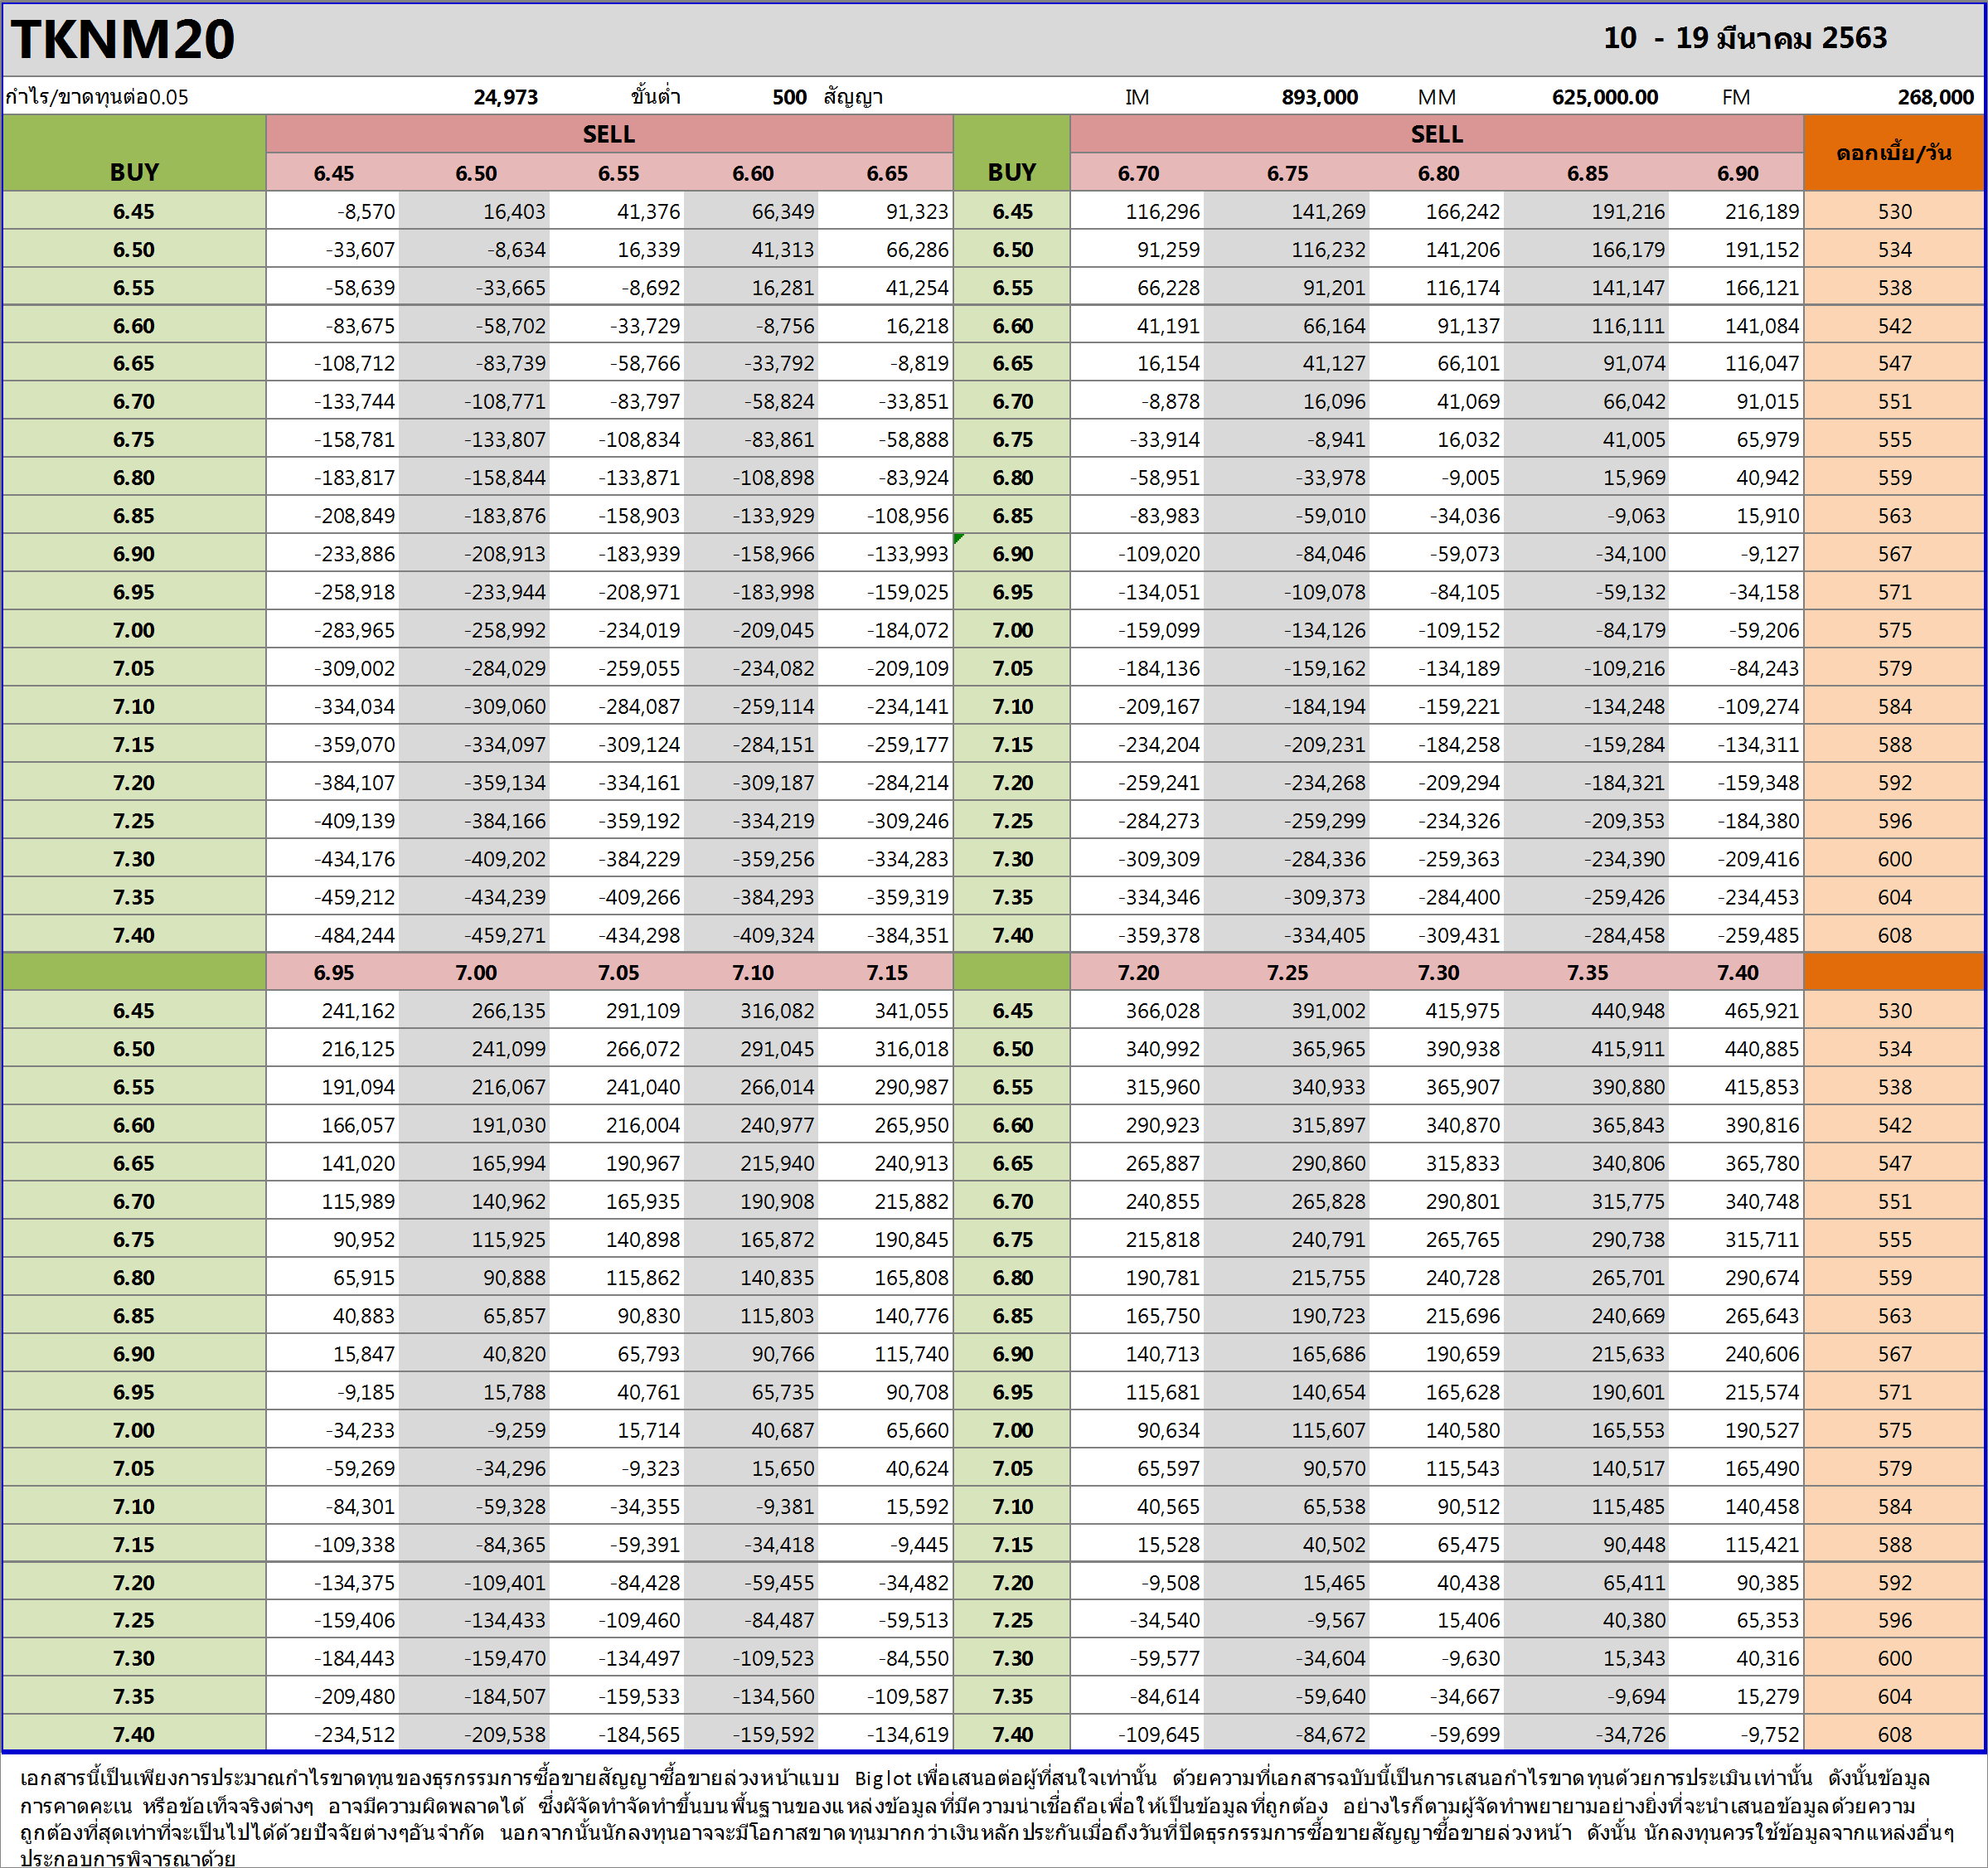 TKNM20 10 - 19 มีนาคม 2563
กำไร/ขาดทุนต่อ0.05 24,973 ขั้นต่ำ 500 สัญญา IM 893,000 MM 625,000.00 FM 268,000
SELL SELL ดอกเบี้ย/วัน
BUY 6.45 6.50 6.55 6.60 6.65 BUY 6.70 6.75 6.80 6.85 6.90
6.45 -8,570 16,403 41,376 66,349 91,323 6.45 116,296 141,269 166,242 191,216 216,189 530
6.50 -33,607 -8,634 16,339 41,313 66,286 6.50 91,259 116,232 141,206 166,179 191,152 534
6.55 -58,639 -33,665 -8,692 16,281 41,254 6.55 66,228 91,201 116,174 141,147 166,121 538
6.60 -83,675 -58,702 -33,729 -8,756 16,218 6.60 41,191 66,164 91,137 116,111 141,084 542
6.65 -108,712 -83,739 -58,766 -33,792 -8,819 6.65 16,154 41,127 66,101 91,074 116,047 547
6.70 -133,744 -108,771 -83,797 -58,824 -33,851 6.70 -8,878 16,096 41,069 66,042 91,015 551
6.75 -158,781 -133,807 -108,834 -83,861 -58,888 6.75 -33,914 -8,941 16,032 41,005 65,979 555
6.80 -183,817 -158,844 -133,871 -108,898 -83,924 6.80 -58,951 -33,978 -9,005 15,969 40,942 559
6.85 -208,849 -183,876 -158,903 -133,929 -108,956 6.85 -83,983 -59,010 -34,036 -9,063 15,910 563
6.90 -233,886 -208,913 -183,939 -158,966 -133,993 6.90 -109,020 -84,046 -59,073 -34,100 -9,127 567
6.95 -258,918 -233,944 -208,971 -183,998 -159,025 6.95 -134,051 -109,078 -84,105 -59,132 -34,158 571
7.00 -283,965 -258,992 -234,019 -209,045 -184,072 7.00 -159,099 -134,126 -109,152 -84,179 -59,206 575
7.05 -309,002 -284,029 -259,055 -234,082 -209,109 7.05 -184,136 -159,162 -134,189 -109,216 -84,243 579
7.10 -334,034 -309,060 -284,087 -259,114 -234,141 7.10 -209,167 -184,194 -159,221 -134,248 -109,274 584
7.15 -359,070 -334,097 -309,124 -284,151 -259,177 7.15 -234,204 -209,231 -184,258 -159,284 -134,311 588
7.20 -384,107 -359,134 -334,161 -309,187 -284,214 7.20 -259,241 -234,268 -209,294 -184,321 -159,348 592
7.25 -409,139 -384,166 -359,192 -334,219 -309,246 7.25 -284,273 -259,299 -234,326 -209,353 -184,380 596
7.30 -434,176 -409,202 -384,229 -359,256 -334,283 7.30 -309,309 -284,336 -259,363 -234,390 -209,416 600
7.35 -459,212 -434,239 -409,266 -384,293 -359,319 7.35 -334,346 -309,373 -284,400 -259,426 -234,453 604
7.40 -484,244 -459,271 -434,298 -409,324 -384,351 7.40 -359,378 -334,405 -309,431 -284,458 -259,485 608
6.95 7.00 7.05 7.10 7.15 7.20 7.25 7.30 7.35 7.40
6.45 241,162 266,135 291,109 316,082 341,055 6.45 366,028 391,002 415,975 440,948 465,921 530
6.50 216,125 241,099 266,072 291,045 316,018 6.50 340,992 365,965 390,938 415,911 440,885 534
6.55 191,094 216,067 241,040 266,014 290,987 6.55 315,960 340,933 365,907 390,880 415,853 538
6.60 166,057 191,030 216,004 240,977 265,950 6.60 290,923 315,897 340,870 365,843 390,816 542
6.65 141,020 165,994 190,967 215,940 240,913 6.65 265,887 290,860 315,833 340,806 365,780 547
6.70 115,989 140,962 165,935 190,908 215,882 6.70 240,855 265,828 290,801 315,775 340,748 551
6.75 90,952 115,925 140,898 165,872 190,845 6.75 215,818 240,791 265,765 290,738 315,711 555
6.80 65,915 90,888 115,862 140,835 165,808 6.80 190,781 215,755 240,728 265,701 290,674 559
6.85 40,883 65,857 90,830 115,803 140,776 6.85 165,750 190,723 215,696 240,669 265,643 563
6.90 15,847 40,820 65,793 90,766 115,740 6.90 140,713 165,686 190,659 215,633 240,606 567
6.95 -9,185 15,788 40,761 65,735 90,708 6.95 115,681 140,654 165,628 190,601 215,574 571
7.00 -34,233 -9,259 15,714 40,687 65,660 7.00 90,634 115,607 140,580 165,553 190,527 575
7.05 -59,269 -34,296 -9,323 15,650 40,624 7.05 65,597 90,570 115,543 140,517 165,490 579
7.10 -84,301 -59,328 -34,355 -9,381 15,592 7.10 40,565 65,538 90,512 115,485 140,458 584
7.15 -109,338 -84,365 -59,391 -34,418 -9,445 7.15 15,528 40,502 65,475 90,448 115,421 588
7.20 -134,375 -109,401 -84,428 -59,455 -34,482 7.20 -9,508 15,465 40,438 65,411 90,385 592
7.25 -159,406 -134,433 -109,460 -84,487 -59,513 7.25 -34,540 -9,567 15,406 40,380 65,353 596
7.30 -184,443 -159,470 -134,497 -109,523 -84,550 7.30 -59,577 -34,604 -9,630 15,343 40,316 600
7.35 -209,480 -184,507 -159,533 -134,560 -109,587 7.35 -84,614 -59,640 -34,667 -9,694 15,279 604
7.40 -234,512 -209,538 -184,565 -159,592 -134,619 7.40 -109,645 -84,672 -59,699 -34,726 -9,752 608
เอกสารนี้เป็นเพียงการประมาณกำไรขาดทุนของธุรกรรมการซื้อขายสัญญาซื้อขายล่วงหน้าแบบ Big lot เพื่อเสนอต่อผู้ที่สนใจเท่านั้น ด้วยความที่เอกสารฉบับนี้เป็นการเสนอกำไรขาดทุนด้วยการประเมินเท่านั้น ดังนั้นข้อมูล
การคาดคะเน หรือข้อเท็จจริงต่างๆ อาจมีความผิดพลาดได้ ซึ่งผัจัดทำจัดทำขึ้นบนพื้นฐานของแหล่งข้อมูลที่มีความน่าเชื่อถือเพื่อให้เป็นข้อมูลที่ถูกต้อง อย่างไรก็ตามผู้จัดทำพยายามอย่างยิ่งที่จะนำเสนอข้อมูลด้วยความ
ถูกต้องที่สุดเท่าที่จะเป็นไปได้ด้วยปัจจัยต่างๆอันจำกัด นอกจากนั้นนักลงทุนอาจจะมีโอกาสขาดทุนมากกว่าเงินหลักประกันเมื่อถึงวันที่ปิดธุรกรรมการซื้อขายสัญญาซื้อขายล่วงหน้า ดังนั้น นักลงทุนควรใช้ข้อมูลจากแหล่งอื่นๆ
ประกอบการพิจารณาด้วย